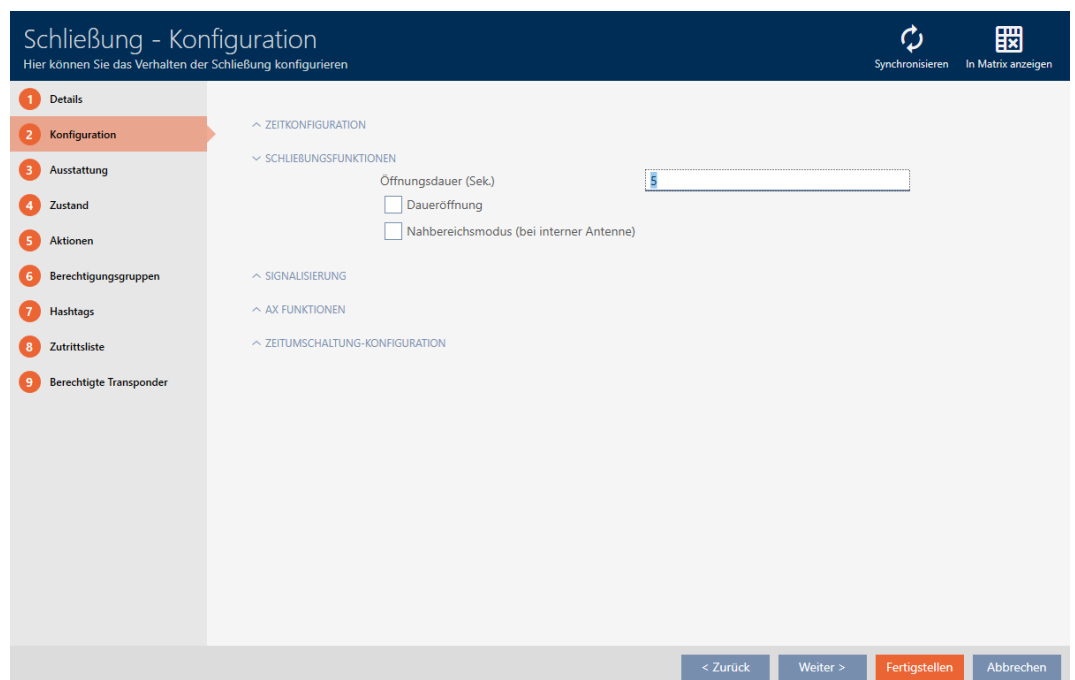 Schließung - Konfiguration
Hier können Sie das Verhalten der Schließung konfigurieren
Synchronisieren
In Matrix anzeigen
1 Details
2 Konfiguration
3 Ausstattung
4 Zustand
5 Aktionen
6 Berechtigungsgruppen
7 Hashtags
8 Zutrittsliste
9 Berechtigte Transponder
ZEITKONFIGURATION
SCHLIEßUNGSFUNKTIONEN
Öffnungsdauer (Sek.) 5
Daueröffnung
Nahbereichsmodus (bei interner Antenne)
SIGNALISIERUNG
AX FUNKTIONEN
ZEITUMSCHALTUNG-KONFIGURATION
< Zurück
Weiter >
Fertigstellen
Abbrechen